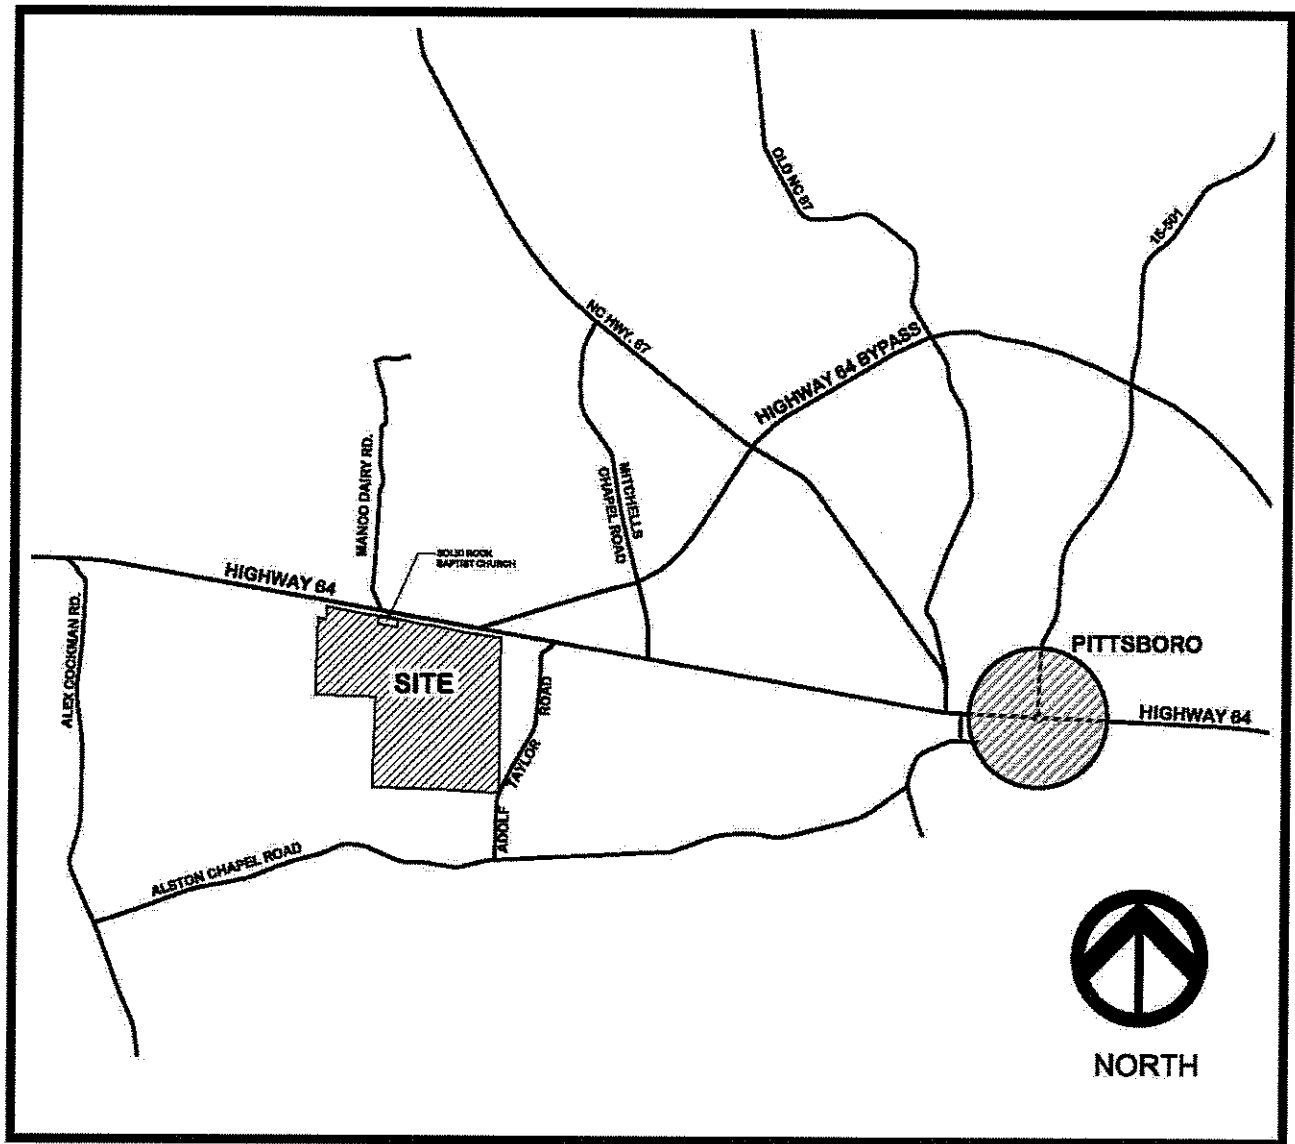 OLD NC 87
15-501
NC HWY. 87
HIGHWAY 64 BYPASS
MANCO DAIRY RD.
MITCHELLS
CHAPEL ROAD
SOLID ROCK
BAPTIST CHURCH
HIGHWAY 64
ALEX COCKMAN RD.
SITE
ADOLF TAYLOR ROAD
PITTSBORO
HIGHWAY 64
ALSTON CHAPEL ROAD
NORTH